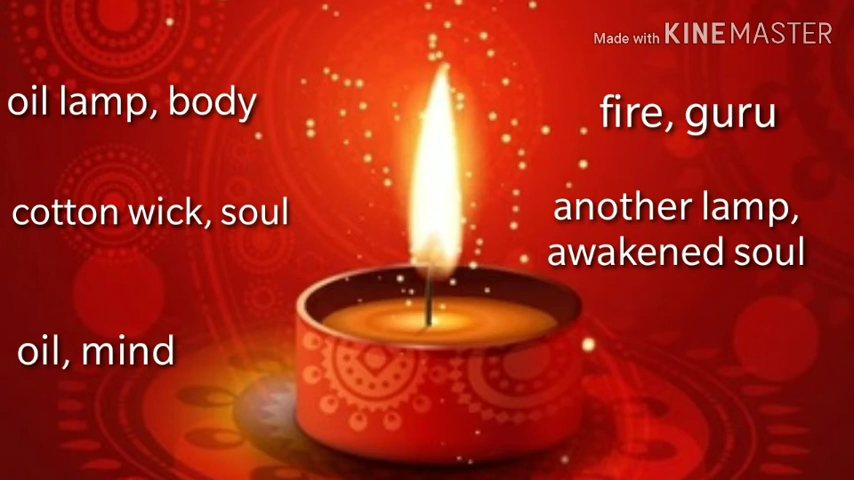 Made with KINEMASTER
oil lamp, body
fire, guru
cotton wick, soul
another lamp,
awakened soul
oil, mind